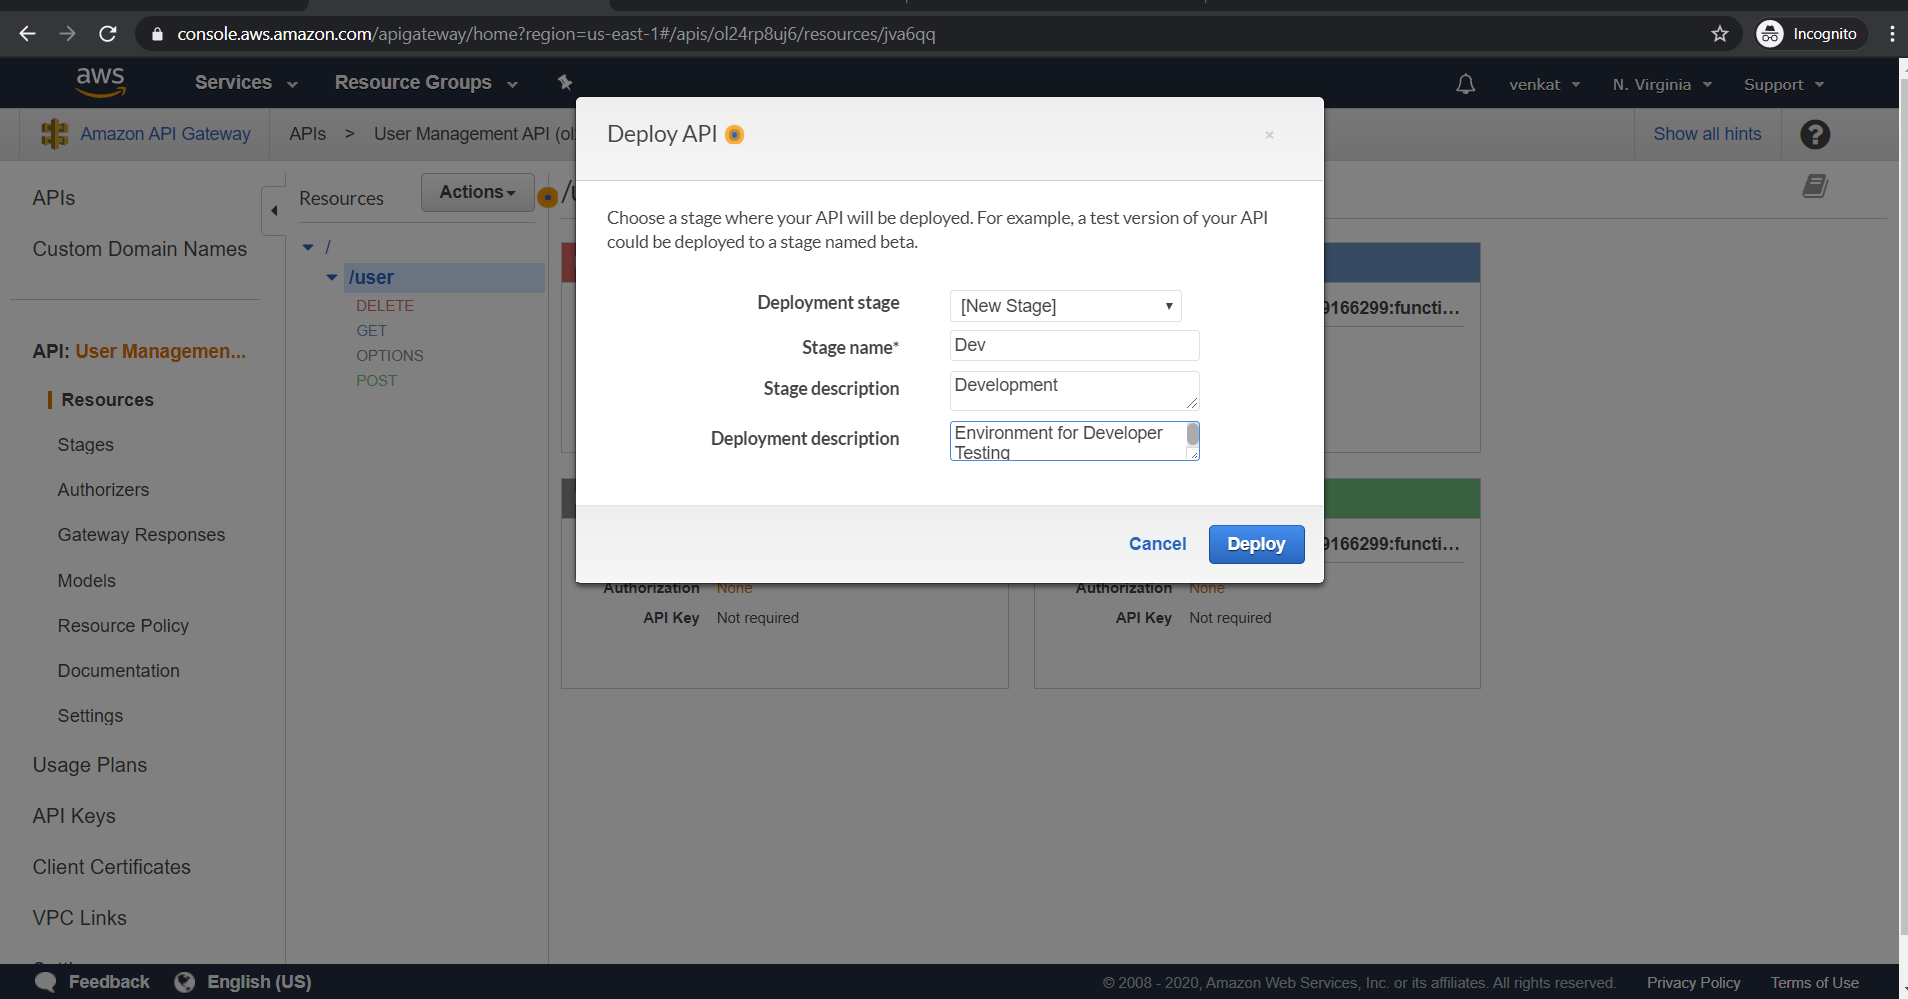 console.aws.amazon.com/apigateway/home?region=us-east-1#/apis/ol24rp8uj6/resources/jva6qq
Incognito
aws
Services
Resource Groups
venkat
N. Virginia
Support
Amazon API Gateway
APIs > User Management API (ol
Show all hints
?
Deploy API
×
APIs
Custom Domain Names
API: User Managemen...
Resources
Stages
Authorizers
Gateway Responses
Models
Resource Policy
Documentation
Settings
Usage Plans
API Keys
Client Certificates
VPC Links
Resources
Actions
/
/user
DELETE
GET
OPTIONS
POST
Choose a stage where your API will be deployed. For example, a test version of your API
could be deployed to a stage named beta.
Deployment stage [New Stage]
Stage name* Dev
Stage description Development
Deployment description Environment for Developer
Testing
Cancel
Deploy
9166299:functi...
9166299:functi...
Authorization None
API Key Not required
Authorization None
API Key Not required
Feedback
English (US)
© 2008 - 2020, Amazon Web Services, Inc. or its affiliates. All rights reserved.
Privacy Policy
Terms of Use